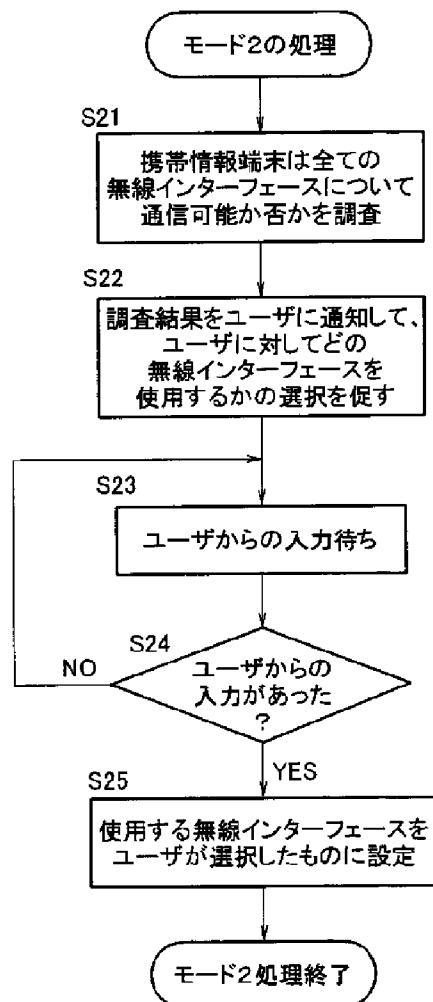 モード2の処理
S21
携帯情報端末は全ての
無線インターフェースについて
通信可能か否かを調査
S22
調査結果をユーザに通知して、
ユーザに対してどの
無線インターフェースを
使用するかの選択を促す
S23
ユーザからの入力待ち
S24
NO
ユーザからの
入力があった
?
YES
S25
使用する無線インターフェースを
ユーザが選択したものに設定
モード2処理終了